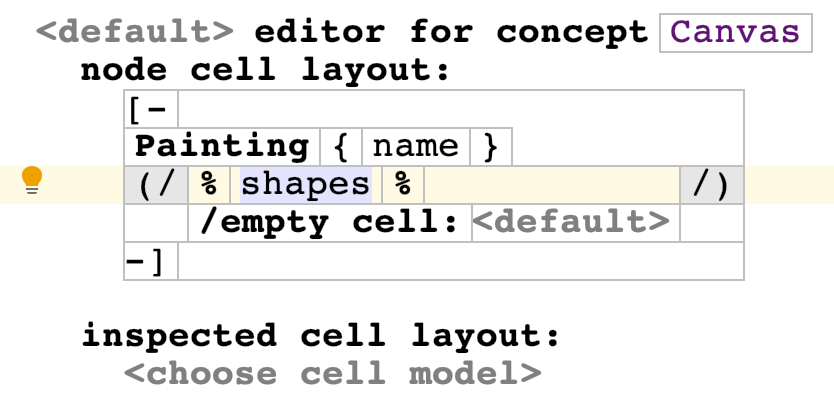 <default> editor for concept Canvas
node cell layout:
[-
Painting { name }
(/ % shapes % /)
/empty cell: <default>
-]
inspected cell layout:
<choose cell model>